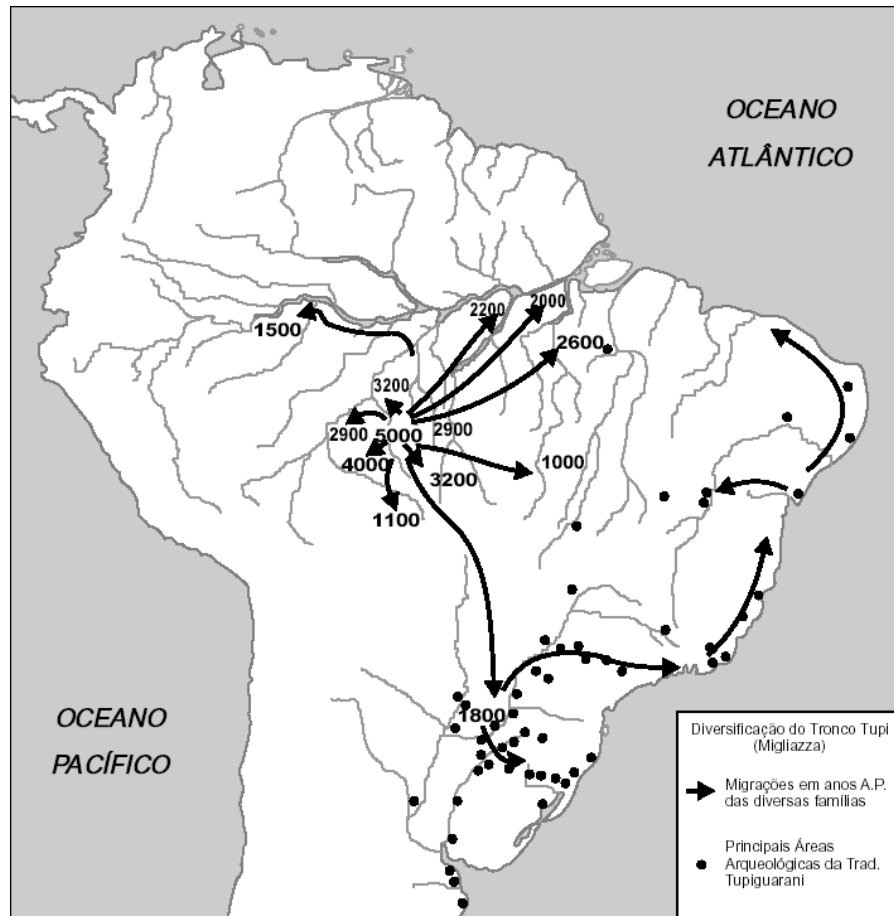 OCEANO
ATLÂNTICO
2200
2000
1500
2600
3200
2900
5000
2900
4000
3200
1000
1100
1800
OCEANO
PACÍFICO
Diversificação do Tronco Tupi
(Migliazza)
Migrações em anos A.P.
das diversas famílias
Principais Áreas
Arqueológicas da Trad.
Tupiguarani